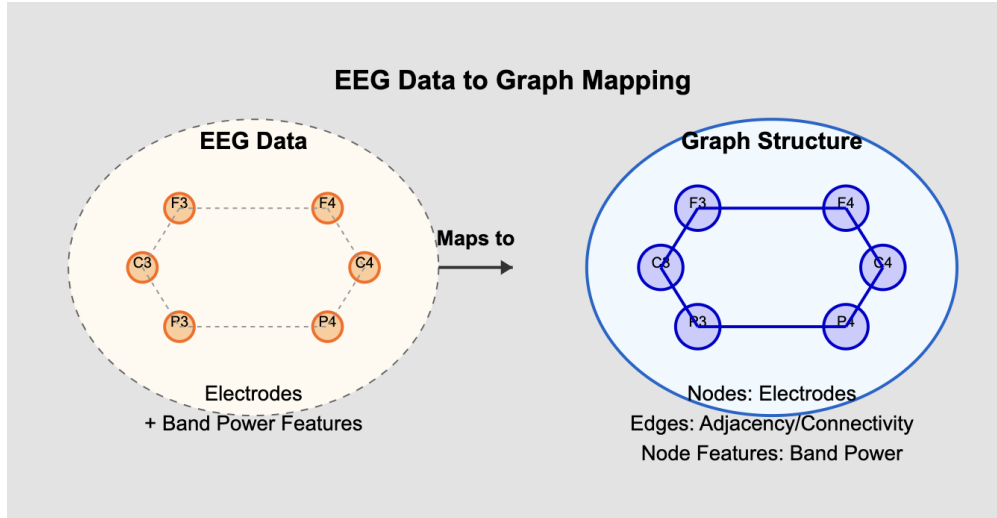 EEG Data to Graph Mapping
EEG Data
F3
F4
C3
C4
P3
P4
Electrodes
+ Band Power Features
Maps to
Graph Structure
F3
F4
C3
C4
P3
P4
Nodes: Electrodes
Edges: Adjacency/Connectivity
Node Features: Band Power